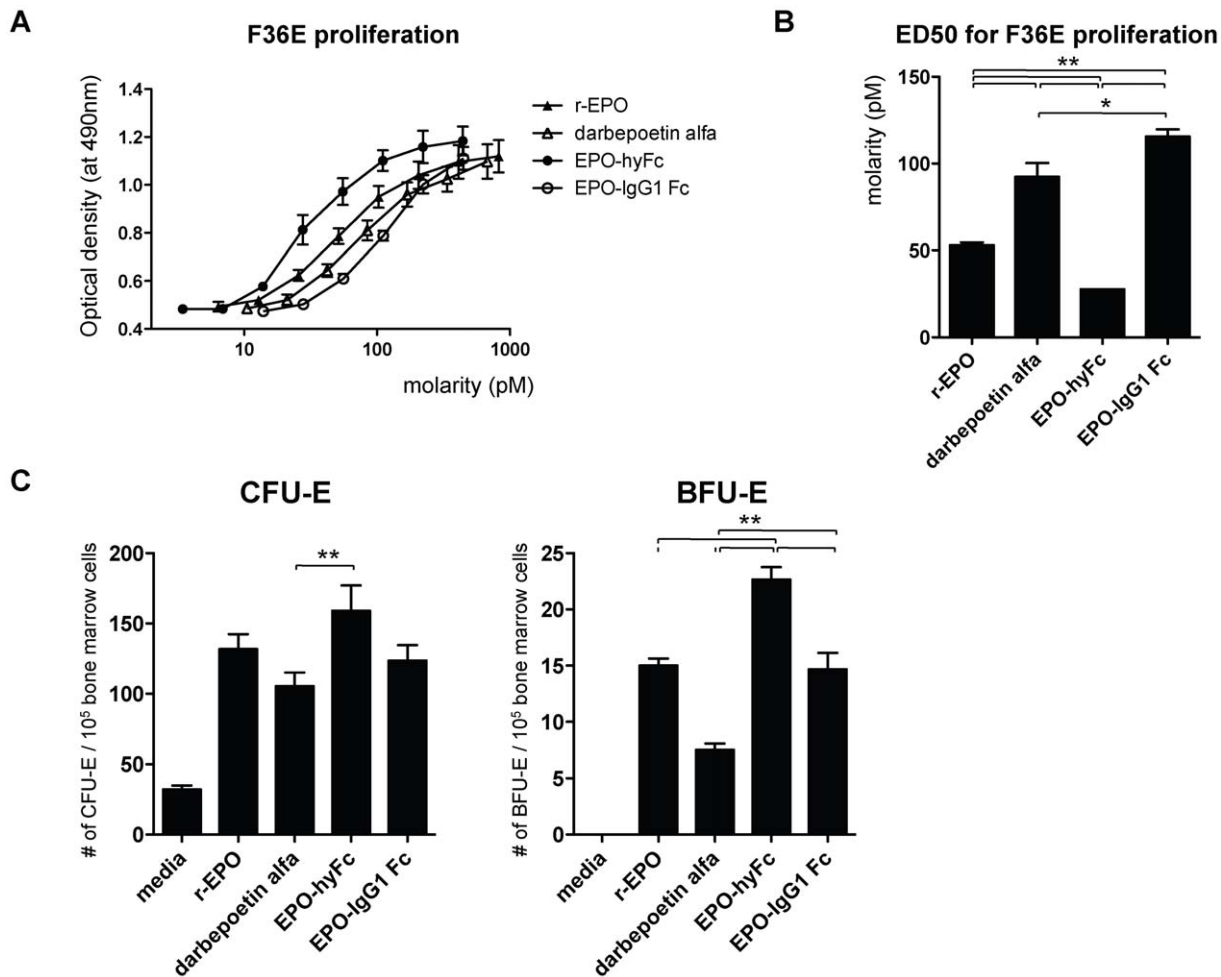 A
F36E proliferation
Optical density (at 490nm)
1.4
1.2
1.0
0.8
0.6
0.4
10
100
1000
molarity (pM)
r-EPO
darbepoetin alfa
EPO-hyFc
EPO-IgG1 Fc
B
ED50 for F36E proliferation
molarity (pM)
150
100
50
0
**
*
r-EPO
darbepoetin alfa
EPO-hyFc
EPO-IgG1 Fc
C
CFU-E
# of CFU-E / 10⁵ bone marrow cells
200
150
100
50
0
**
media
r-EPO
darbepoetin alfa
EPO-hyFc
EPO-IgG1 Fc
BFU-E
# of BFU-E / 10⁵ bone marrow cells
25
20
15
10
5
0
**
media
r-EPO
darbepoetin alfa
EPO-hyFc
EPO-IgG1 Fc